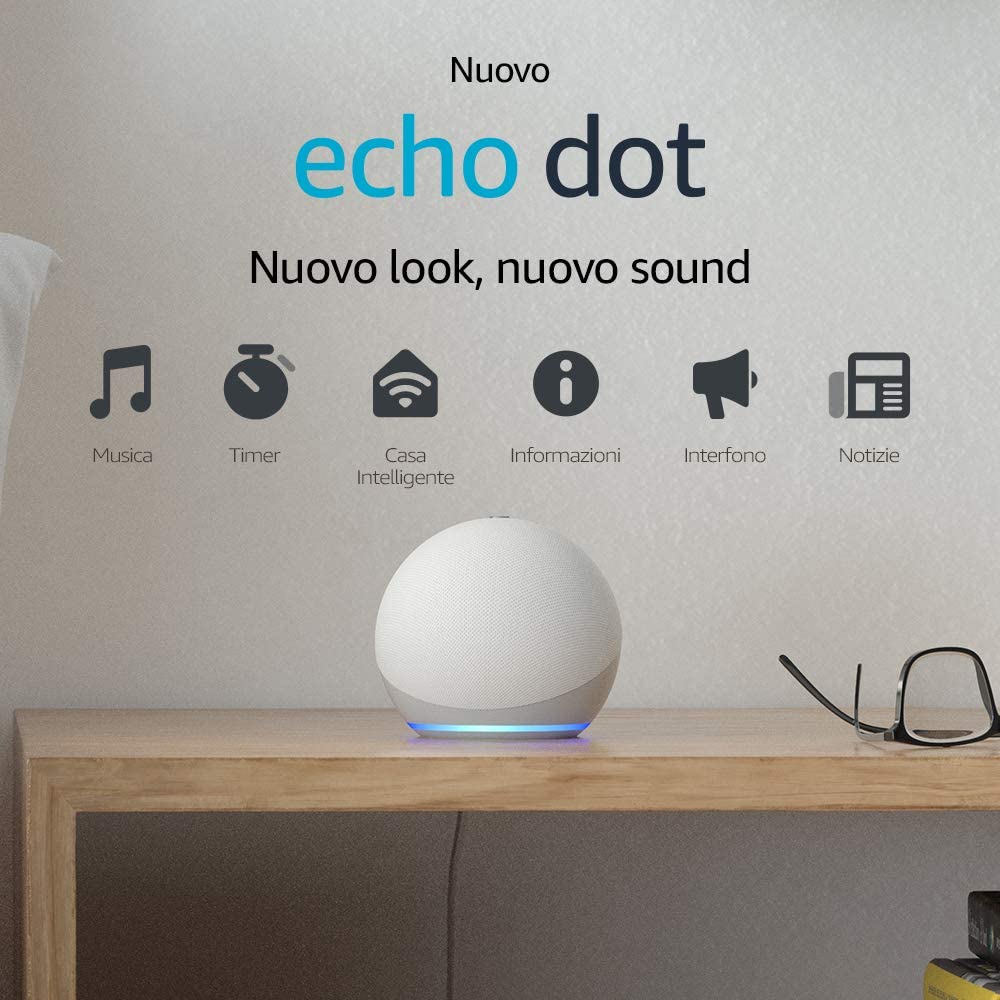 Nuovo
echo dot
Nuovo look, nuovo sound
Musica
Timer
Casa
Intelligente
Informazioni
Interfono
Notizie